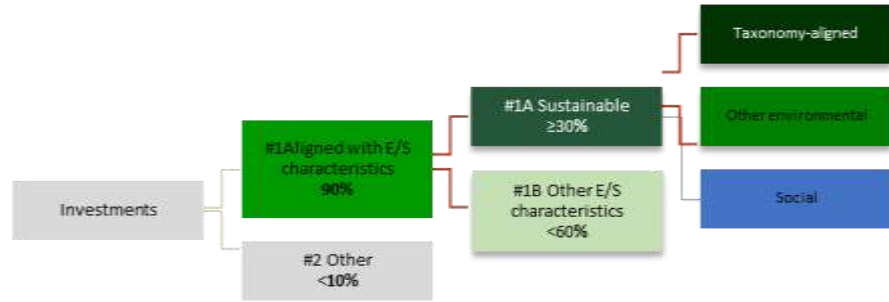 Investments
#1Aligned with E/S
characteristics
90%
#2 Other
<10%
#1A Sustainable
≥30%
#1B Other E/S
characteristics
<60%
Taxonomy-aligned
Other environmental
Social